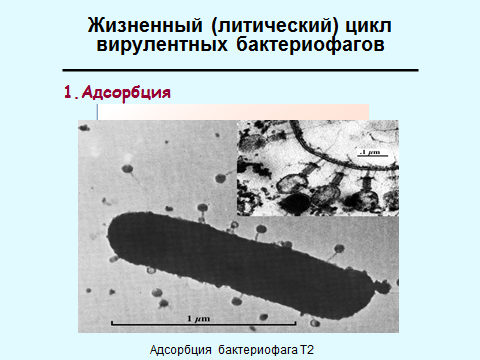 Жизненный (литический) цикл
вирулентных бактериофагов
1.Адсорбция
.1 µm
1 µm
Адсорбция бактериофага Т2